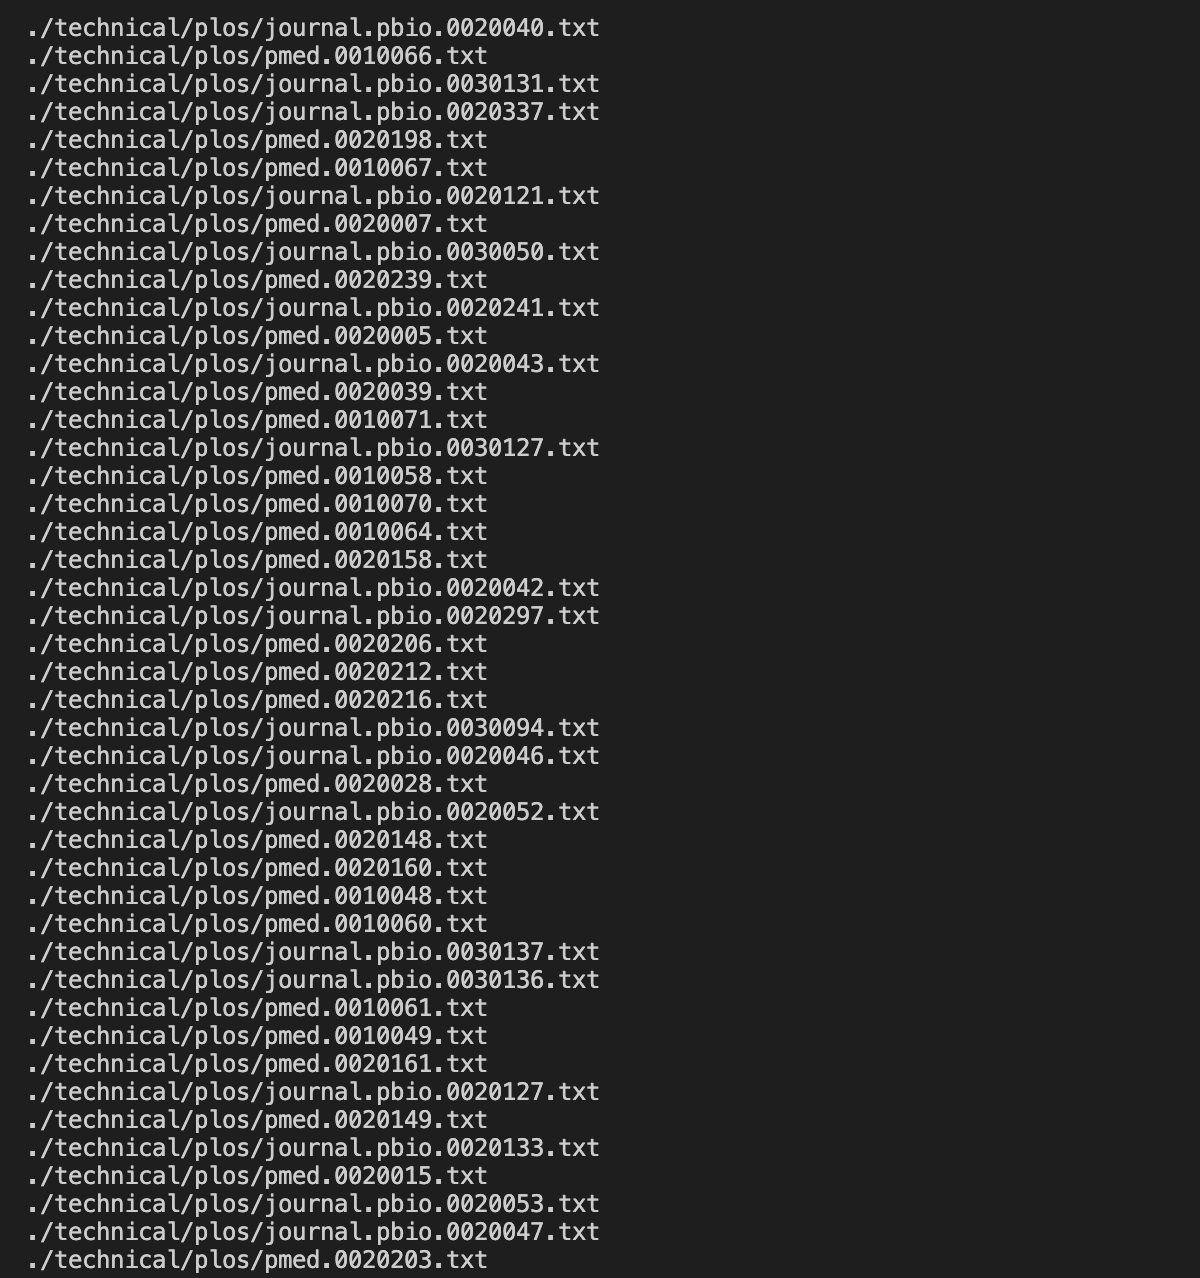 ./technical/plos/journal.pbio.0020040.txt
./technical/plos/pmed.0010066.txt
./technical/plos/journal.pbio.0030131.txt
./technical/plos/journal.pbio.0020337.txt
./technical/plos/pmed.0020198.txt
./technical/plos/pmed.0010067.txt
./technical/plos/journal.pbio.0020121.txt
./technical/plos/pmed.0020007.txt
./technical/plos/journal.pbio.0030050.txt
./technical/plos/pmed.0020239.txt
./technical/plos/journal.pbio.0020241.txt
./technical/plos/pmed.0020005.txt
./technical/plos/journal.pbio.0020043.txt
./technical/plos/pmed.0020039.txt
./technical/plos/pmed.0010071.txt
./technical/plos/journal.pbio.0030127.txt
./technical/plos/pmed.0010058.txt
./technical/plos/pmed.0010070.txt
./technical/plos/pmed.0010064.txt
./technical/plos/pmed.0020158.txt
./technical/plos/journal.pbio.0020042.txt
./technical/plos/journal.pbio.0020297.txt
./technical/plos/pmed.0020206.txt
./technical/plos/pmed.0020212.txt
./technical/plos/pmed.0020216.txt
./technical/plos/journal.pbio.0030094.txt
./technical/plos/journal.pbio.0020046.txt
./technical/plos/pmed.0020028.txt
./technical/plos/journal.pbio.0020052.txt
./technical/plos/pmed.0020148.txt
./technical/plos/pmed.0020160.txt
./technical/plos/pmed.0010048.txt
./technical/plos/pmed.0010060.txt
./technical/plos/journal.pbio.0030137.txt
./technical/plos/journal.pbio.0030136.txt
./technical/plos/pmed.0010061.txt
./technical/plos/pmed.0010049.txt
./technical/plos/pmed.0020161.txt
./technical/plos/journal.pbio.0020127.txt
./technical/plos/pmed.0020149.txt
./technical/plos/journal.pbio.0020133.txt
./technical/plos/pmed.0020015.txt
./technical/plos/journal.pbio.0020053.txt
./technical/plos/journal.pbio.0020047.txt
./technical/plos/pmed.0020203.txt